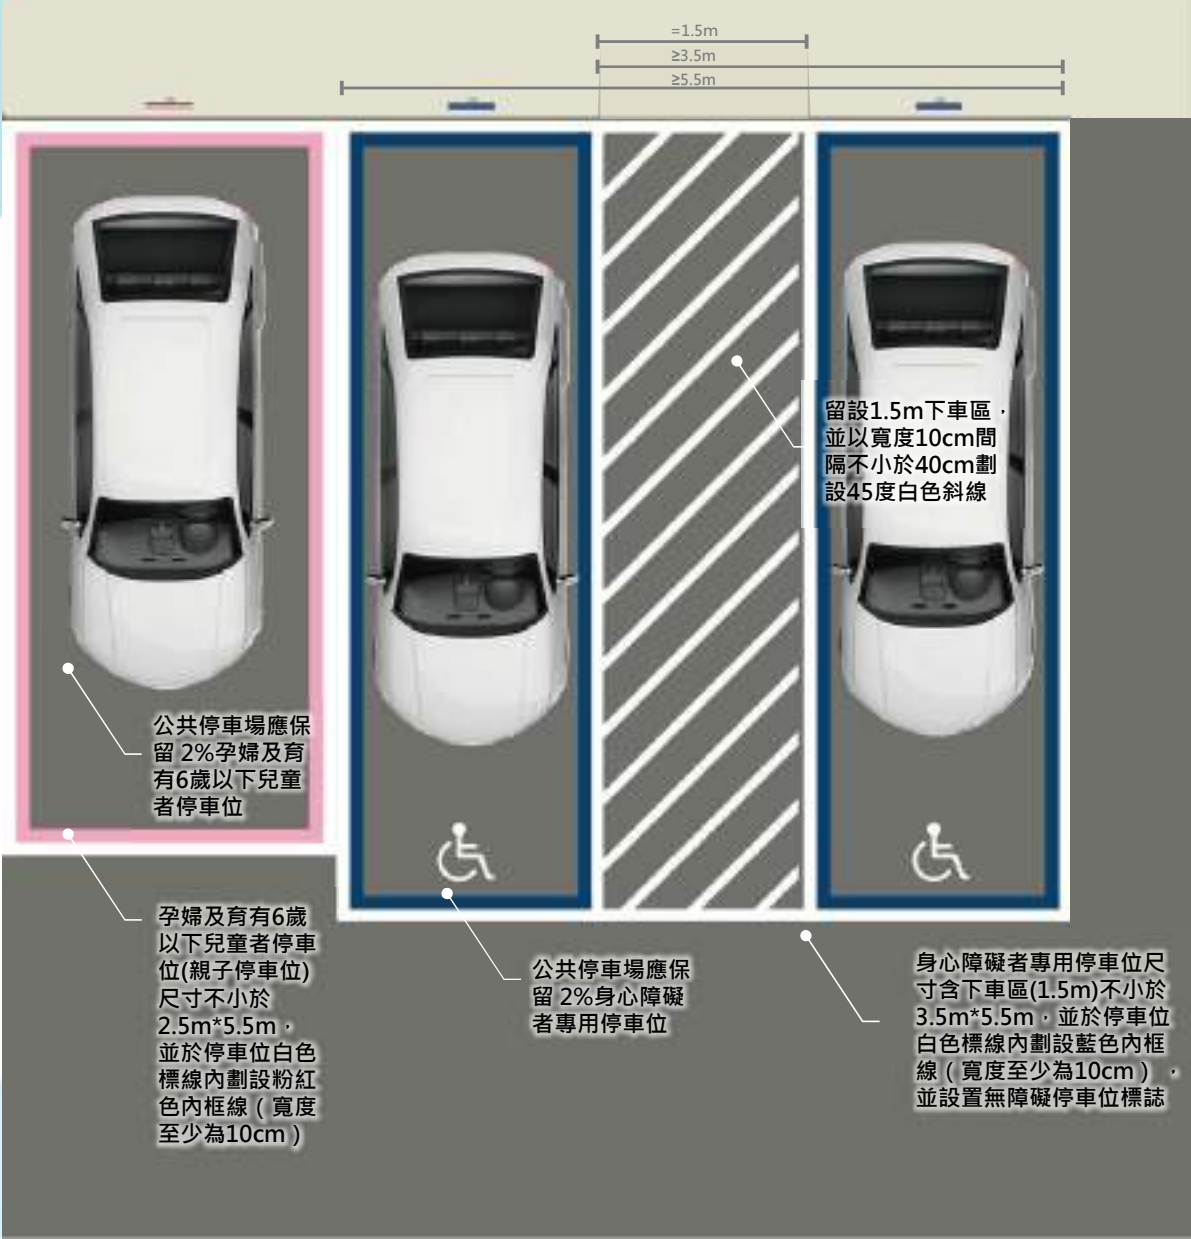 =1.5m
≥3.5m
≥5.5m
留設1.5m下車區，
並以寬度10cm間
隔不小於40cm劃
設45度白色斜線
公共停車場應保
留 2%孕婦及育
有6歲以下兒童
者停車位
孕婦及育有6歲
以下兒童者停車
位(親子停車位)
尺寸不小於
2.5m*5.5m，
並於停車位白色
標線內劃設粉紅
色內框線（寬度
至少為10cm）
公共停車場應保
留 2%身心障礙
者專用停車位
身心障礙者專用停車位尺
寸含下車區(1.5m)不小於
3.5m*5.5m，並於停車位
白色標線內劃設藍色內框
線（寬度至少為10cm），
並設置無障礙停車位標誌